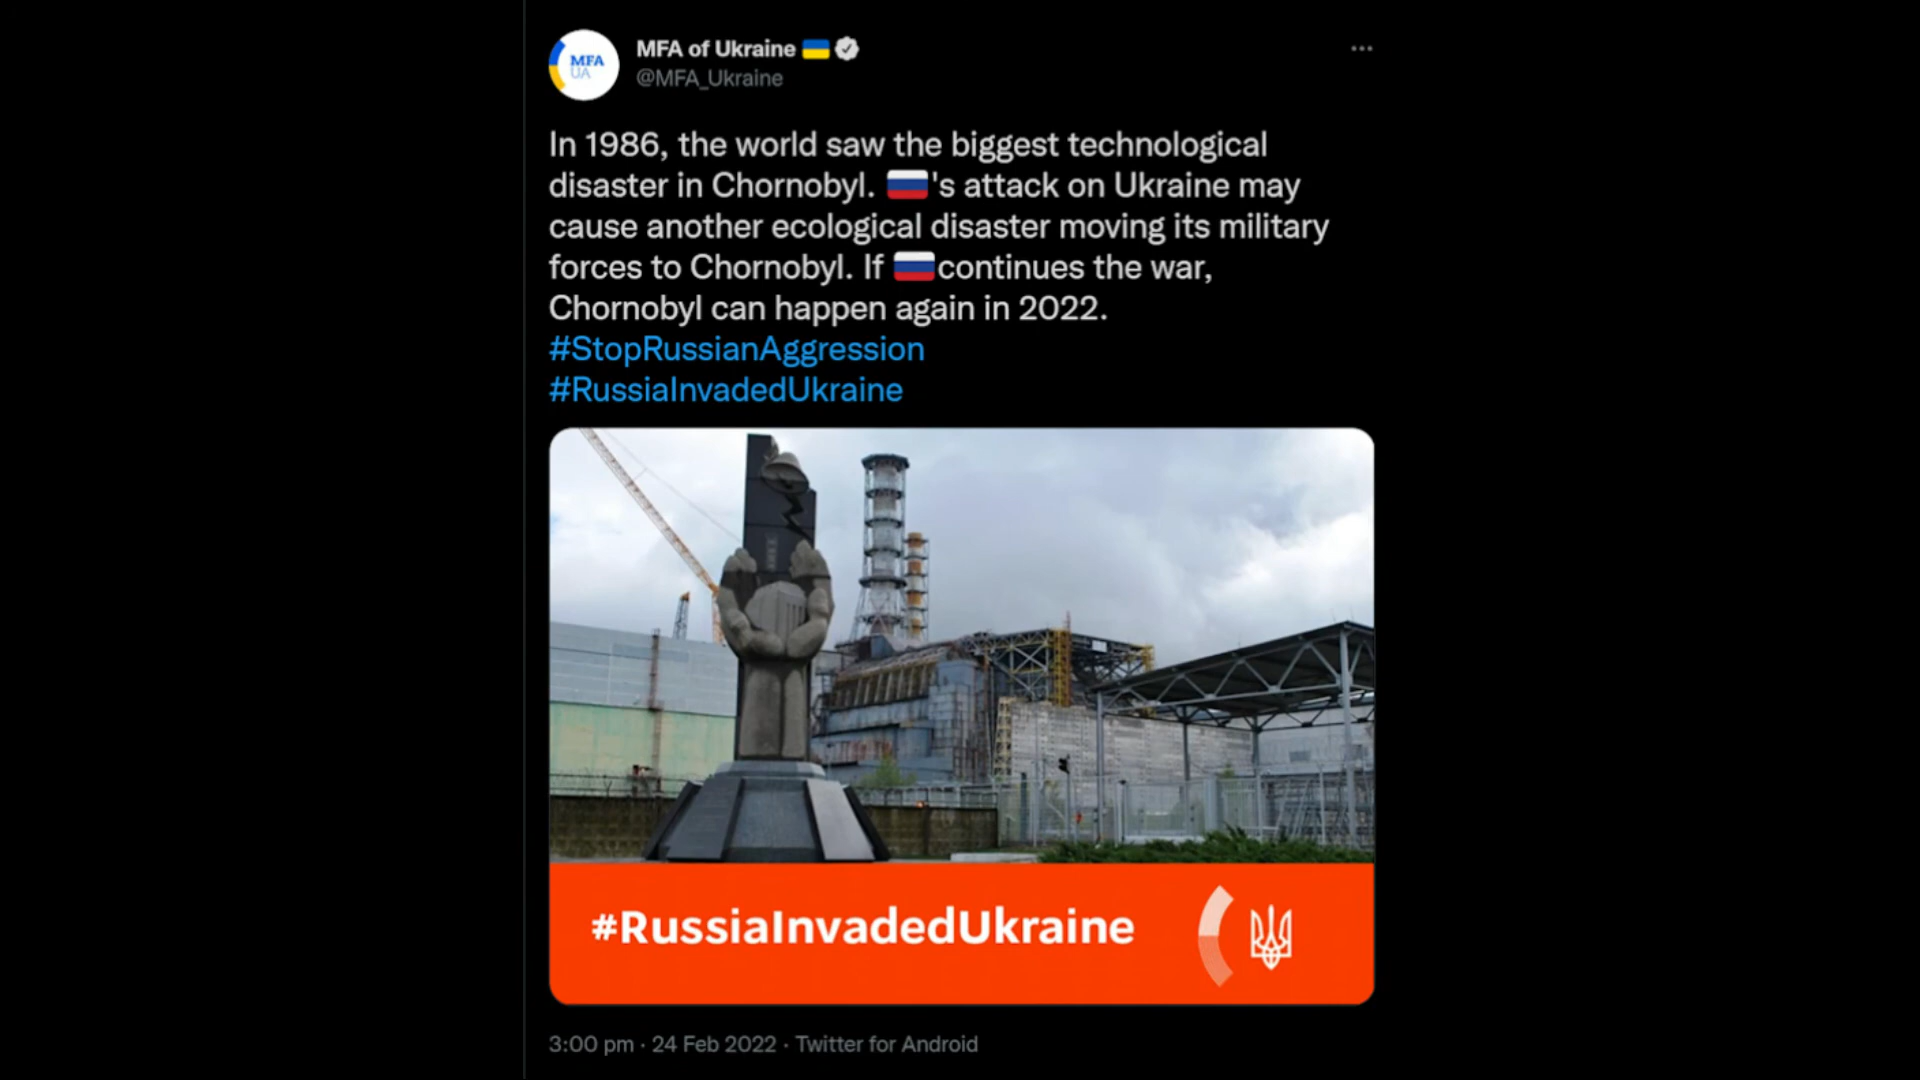 MFA of Ukraine 🇺🇦
@MFA_Ukraine
MFA
UA
In 1986, the world saw the biggest technological
disaster in Chornobyl. 🇷🇺's attack on Ukraine may
cause another ecological disaster moving its military
forces to Chornobyl. If 🇷🇺continues the war,
Chornobyl can happen again in 2022.
#StopRussianAggression
#RussiaInvadedUkraine
#RussiaInvadedUkraine
3:00 pm · 24 Feb 2022 · Twitter for Android